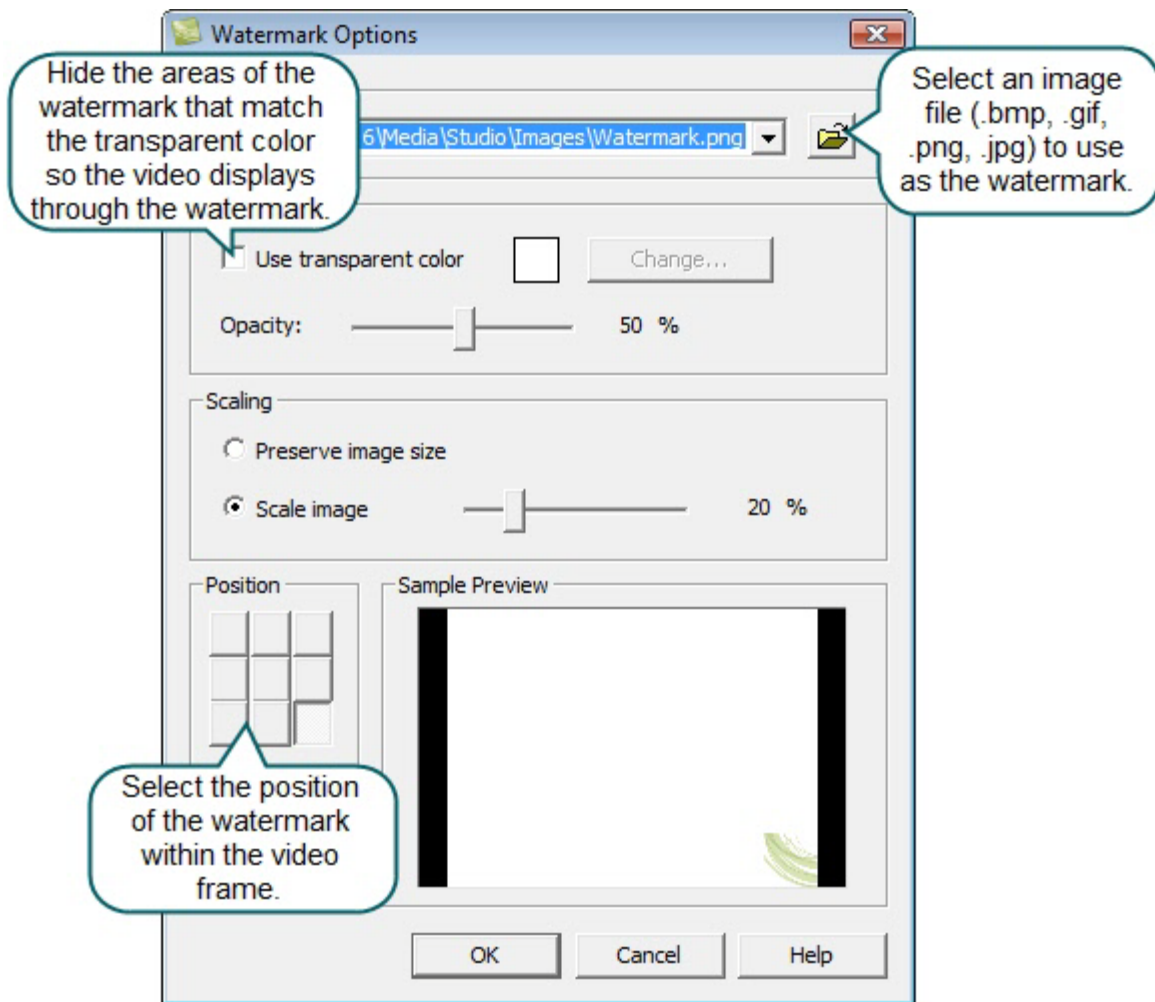 Watermark Options
Hide the areas of the
watermark that match
the transparent color
so the video displays
through the watermark.
6\Media\Studio\Images\Watermark.png
Select an image
file (.bmp, .gif,
.png, .jpg) to use
as the watermark.
Use transparent color
Change...
Opacity:
50 %
Scaling
Preserve image size
Scale image
20 %
Position
Sample Preview
Select the position
of the watermark
within the video
frame.
OK
Cancel
Help